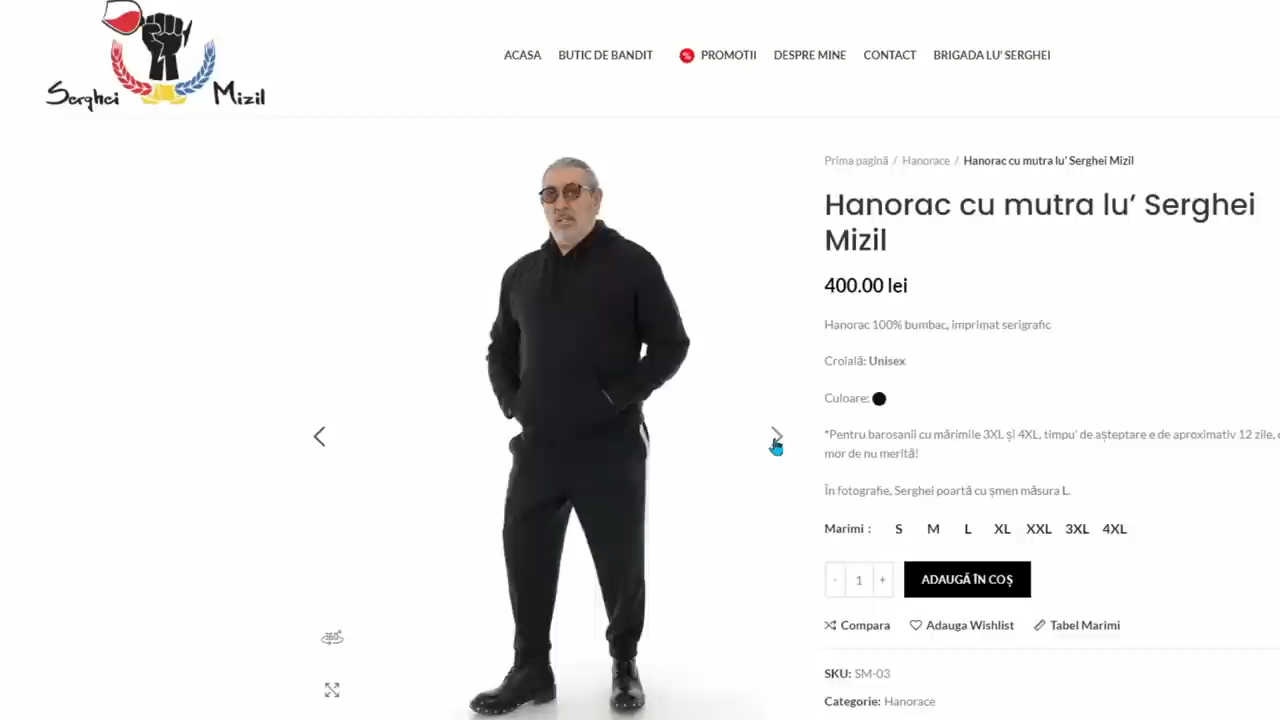 Serghei Mizil
ACASA BUTIC DE BANDIT % PROMOTII DESPRE MINE CONTACT BRIGADA LU' SERGHEI
Prima pagină / Hanorace / Hanorac cu mutra lu' Serghei Mizil
Hanorac cu mutra lu' Serghei
Mizil
400.00 lei
Hanorac 100% bumbac, imprimat serigrafic
Croială: Unisex
Culoare:
*Pentru barosanii cu mărimile 3XL și 4XL, timpu' de așteptare e de aproximativ 12 zile,
mor de nu merită!
În fotografie, Serghei poartă cu șmen măsura L.
Marimi : S M L XL XXL 3XL 4XL
- 1 + ADAUGĂ ÎN COȘ
Compara Adauga Wishlist Tabel Marimi
360°
SKU: SM-03
Categorie: Hanorace